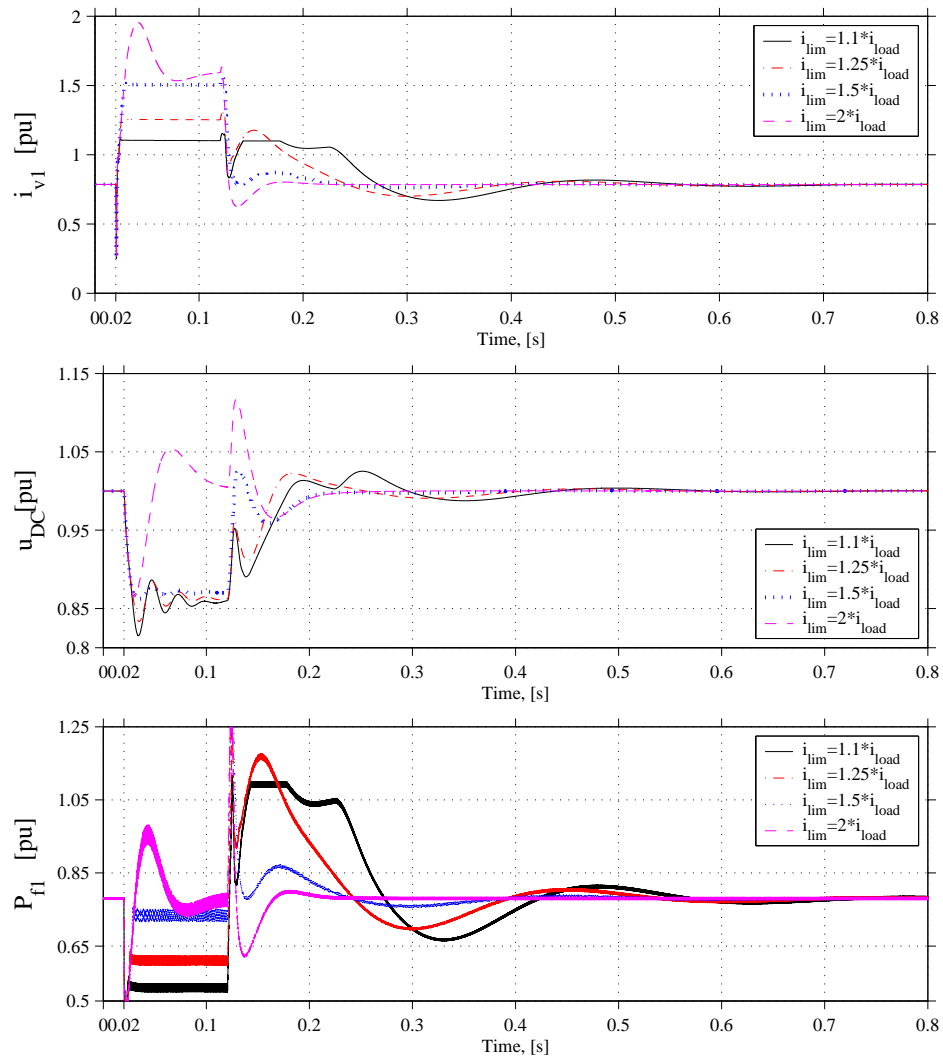 2
1.5
1
0.5
0
i_v1 [pu]
i_lim=1.1*i_load
i_lim=1.25*i_load
i_lim=1.5*i_load
i_lim=2*i_load
0 0.02 0.1 0.2 0.3 0.4 0.5 0.6 0.7 0.8
Time, [s]
1.15
1.05
0.95
0.85
0.8
u_DC[pu]
i_lim=1.1*i_load
i_lim=1.25*i_load
i_lim=1.5*i_load
i_lim=2*i_load
0 0.02 0.1 0.2 0.3 0.4 0.5 0.6 0.7 0.8
Time, [s]
1.25
1.05
0.85
0.65
0.5
P_f1 [pu]
i_lim=1.1*i_load
i_lim=1.25*i_load
i_lim=1.5*i_load
i_lim=2*i_load
0 0.02 0.1 0.2 0.3 0.4 0.5 0.6 0.7 0.8
Time, [s]